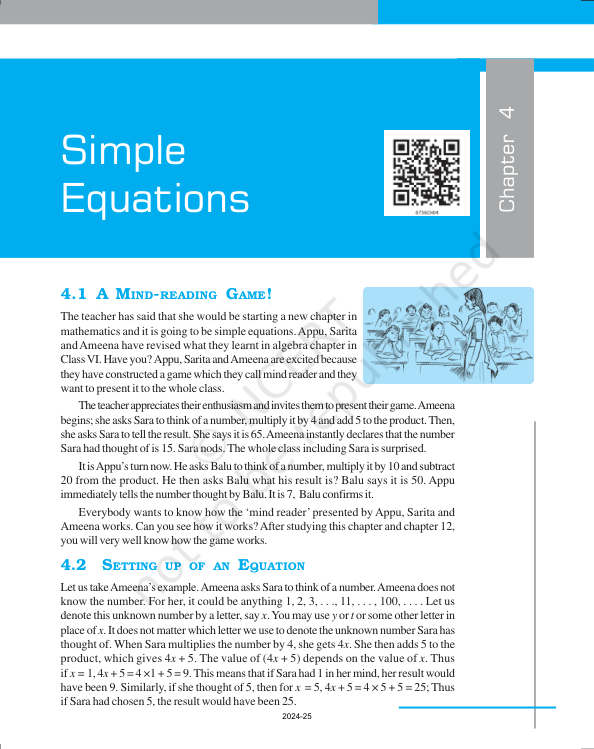 Simple
Equations
Chapter 4
0756CH04
4.1 A MIND-READING GAME!
The teacher has said that she would be starting a new chapter in
mathematics and it is going to be simple equations. Appu, Sarita
and Ameena have revised what they learnt in algebra chapter in
Class VI. Have you? Appu, Sarita and Ameena are excited because
they have constructed a game which they call mind reader and they
want to present it to the whole class.
The teacher appreciates their enthusiasm and invites them to present their game. Ameena
begins; she asks Sara to think of a number, multiply it by 4 and add 5 to the product. Then,
she asks Sara to tell the result. She says it is 65. Ameena instantly declares that the number
Sara had thought of is 15. Sara nods. The whole class including Sara is surprised.
It is Appu's turn now. He asks Balu to think of a number, multiply it by 10 and subtract
20 from the product. He then asks Balu what his result is? Balu says it is 50. Appu
immediately tells the number thought by Balu. It is 7, Balu confirms it.
Everybody wants to know how the ‘mind reader’ presented by Appu, Sarita and
Ameena works. Can you see how it works? After studying this chapter and chapter 12,
you will very well know how the game works.
4.2 SETTING UP OF AN EQUATION
Let us take Ameena's example. Ameena asks Sara to think of a number. Ameena does not
know the number. For her, it could be anything 1, 2, 3, . . ., 11, . . . , 100, . . . . Let us
denote this unknown number by a letter, say x. You may use y or t or some other letter in
place of x. It does not matter which letter we use to denote the unknown number Sara has
thought of. When Sara multiplies the number by 4, she gets 4x. She then adds 5 to the
product, which gives 4x + 5. The value of (4x + 5) depends on the value of x. Thus
if x = 1, 4x + 5 = 4 ×1 + 5 = 9. This means that if Sara had 1 in her mind, her result would
have been 9. Similarly, if she thought of 5, then for x = 5, 4x + 5 = 4 × 5 + 5 = 25; Thus
if Sara had chosen 5, the result would have been 25.
2024-25
© NCERT
not to be republished